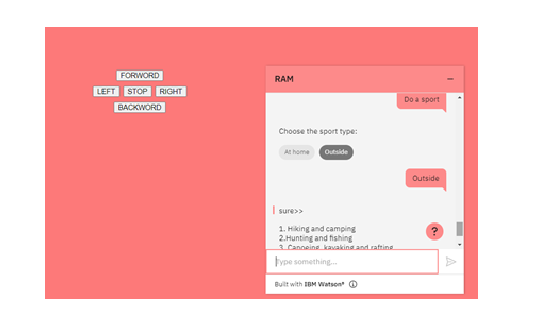 FORWORD
LEFT STOP RIGHT
BACKWORD
RA.M
Do a sport
Choose the sport type:
At home Outside
Outside
sure>>
1. Hiking and camping
2.Hunting and fishing
3. Canoeing, kayaking and rafting
?
Type something...
Built with IBM Watson®